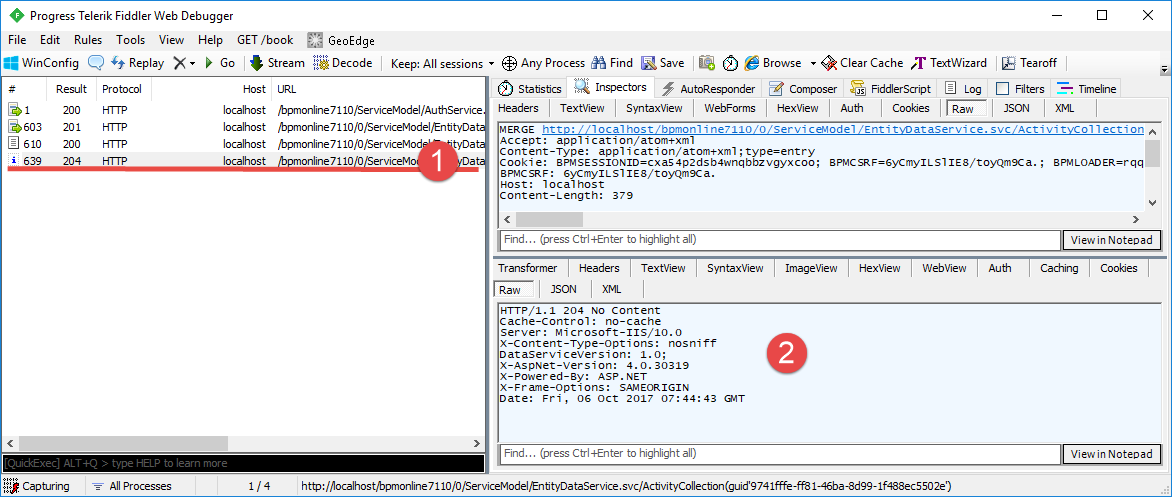 Progress Telerik Fiddler Web Debugger
File Edit Rules Tools View Help GET /book GeoEdge
WinConfig Replay Go Stream Decode Keep: All sessions Any Process Find Save Browse Clear Cache TextWizard Tearoff
# Result Protocol Host URL
1 200 HTTP localhost /bpmonline7110/ServiceModel/AuthService.
603 201 HTTP localhost /bpmonline7110/0/ServiceModel/EntityData
610 200 HTTP localhost /bpmonline7110/0/ServiceModel/EntityData
639 204 HTTP localhost /bpmonline7110/0/ServiceMode
1
[QuickExec] ALT+Q > type HELP to learn more
Statistics Inspectors AutoResponder Composer FiddlerScript Log Filters Timeline
Headers TextView SyntaxView WebForms HexView Auth Cookies Raw JSON XML
MERGE http://localhost/bpmonline7110/0/ServiceModel/EntityDataService.svc/ActivityCollection
Accept: application/atom+xml
Content-Type: application/atom+xml;type=entry
Cookie: BPMSESSIONID=cxa54p2dsb4wnqbbzvgyxcoo; BPMCSRF=6yCmyILSlIE8/toyQm9Ca.; BPMLOADER=rqq
BPMCSRF: 6yCmyILSlIE8/toyQm9Ca.
Host: localhost
Content-Length: 379
Find... (press Ctrl+Enter to highlight all) View in Notepad
Transformer Headers TextView SyntaxView ImageView HexView WebView Auth Caching Cookies
Raw JSON XML
HTTP/1.1 204 No Content
Cache-Control: no-cache
Server: Microsoft-IIS/10.0
X-Content-Type-Options: nosniff
DataServiceVersion: 1.0;
X-AspNet-Version: 4.0.30319
X-Powered-By: ASP.NET
X-Frame-Options: SAMEORIGIN
Date: Fri, 06 Oct 2017 07:44:43 GMT
2
Find... (press Ctrl+Enter to highlight all) View in Notepad
Capturing All Processes 1 / 4 http://localhost/bpmonline7110/0/ServiceModel/EntityDataService.svc/ActivityCollection(guid'9741fffe-ff81-46ba-8d99-1f488ec5502e')